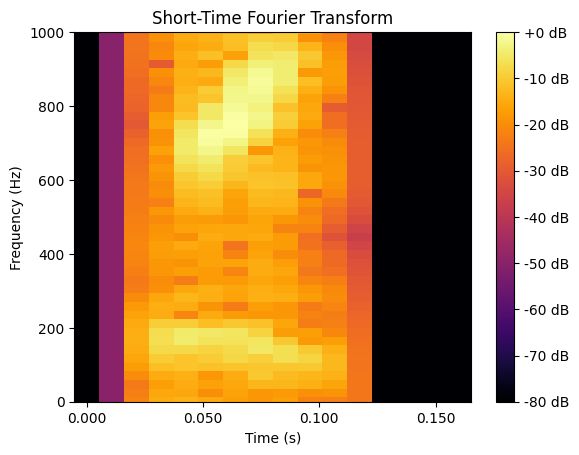 Short-Time Fourier Transform
1000
800
600
400
200
0
Frequency (Hz)
0.000
0.050
0.100
0.150
Time (s)
+0 dB
-10 dB
-20 dB
-30 dB
-40 dB
-50 dB
-60 dB
-70 dB
-80 dB